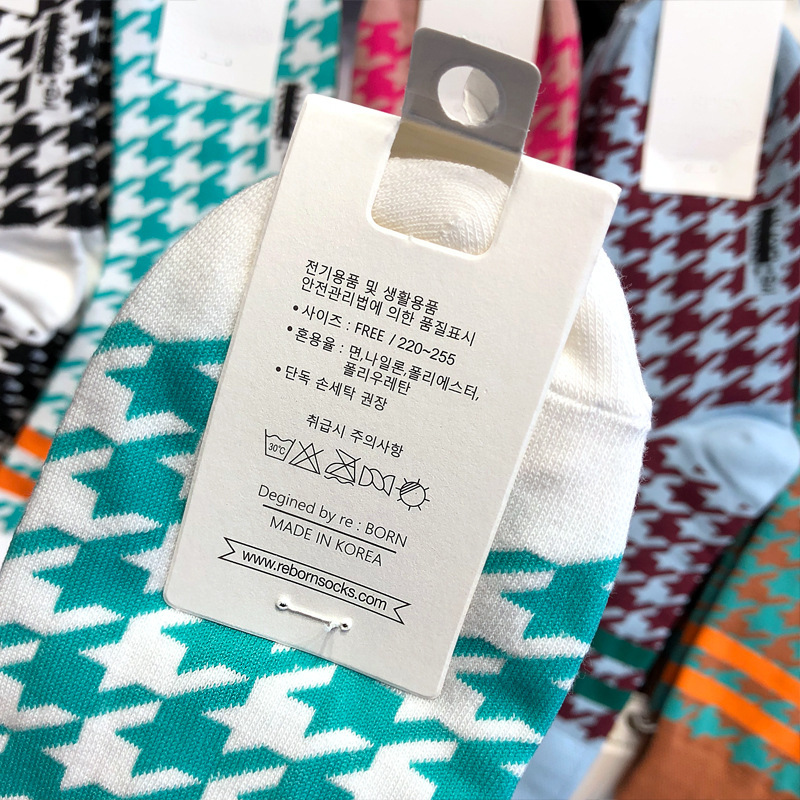 전기용품 및 생활용품
안전관리법에 의한 품질표시
•사이즈 : FREE / 220~255
•혼용율 : 면,나일론,폴리에스터,
폴리우레탄
•단독 손세탁 권장
취급시 주의사항
30℃
Degined by re : BORN
MADE IN KOREA
www.rebornsocks.com